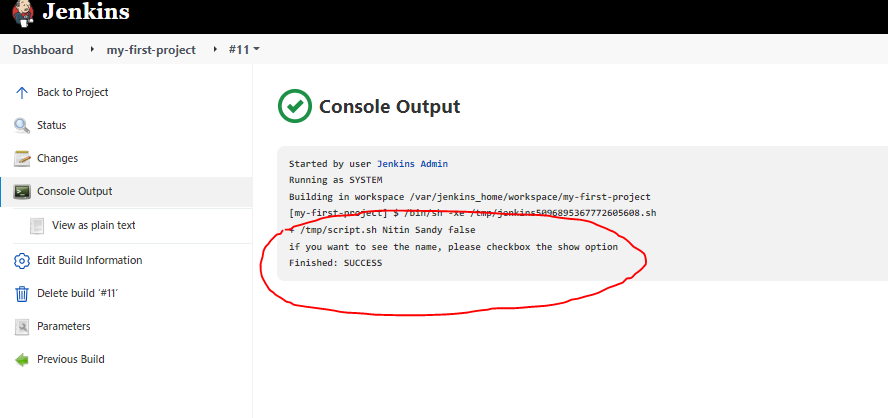 Jenkins
Dashboard
my-first-project
#11
Back to Project
Status
Changes
Console Output
View as plain text
Edit Build Information
Delete build '#11'
Parameters
Previous Build
Console Output
Started by user Jenkins Admin
Running as SYSTEM
Building in workspace /var/jenkins_home/workspace/my-first-project
[my-first-project] $ /bin/sh -xe /tmp/jenkins5096895367772605608.sh
+ /tmp/script.sh Nitin Sandy false
if you want to see the name, please checkbox the show option
Finished: SUCCESS